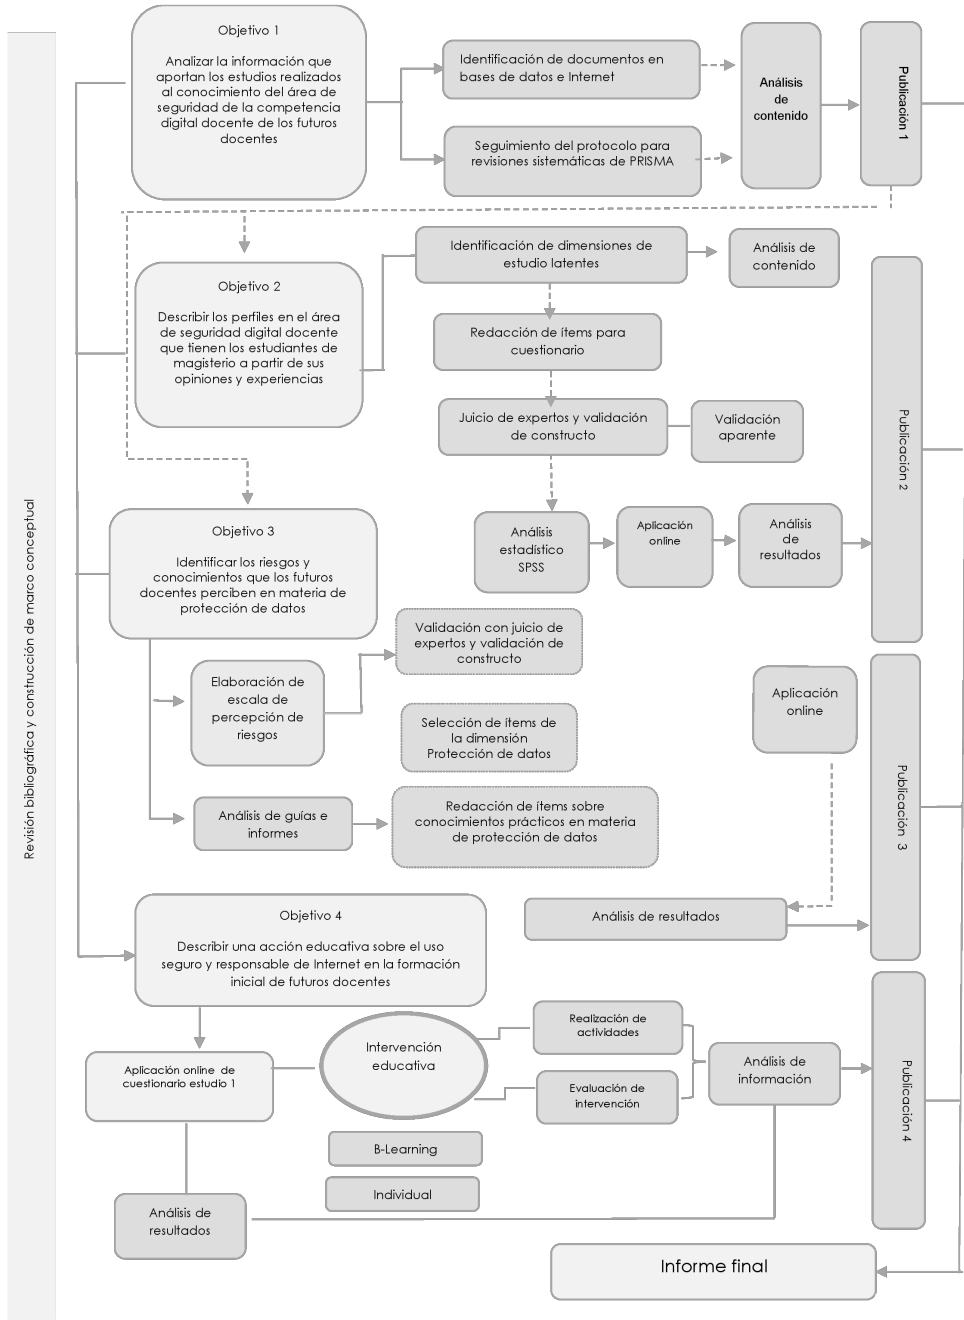 Revisión bibliográfica y construcción de marco conceptual
Objetivo 1
Analizar la información que
aportan los estudios realizados
al conocimiento del área de
seguridad de la competencia
digital docente de los futuros
docentes
Identificación de documentos en
bases de datos e Internet
Seguimiento del protocolo para
revisiones sistemáticas de PRISMA
Análisis
de
contenido
Publicación 1
Objetivo 2
Describir los perfiles en el área
de seguridad digital docente
que tienen los estudiantes de
magisterio a partir de sus
opiniones y experiencias
Identificación de dimensiones de
estudio latentes
Análisis de
contenido
Redacción de ítems para
cuestionario
Juicio de expertos y validación
de constructo
Validación
aparente
Análisis
estadístico
SPSS
Aplicación
online
Análisis
de
resultados
Publicación 2
Objetivo 3
Identificar los riesgos y
conocimientos que los futuros
docentes perciben en materia de
protección de datos
Elaboración de
escala de
percepción de
riesgos
Validación con juicio de
expertos y validación de
constructo
Selección de ítems de
la dimensión
Protección de datos
Análisis de guías e
informes
Redacción de ítems sobre
conocimientos prácticos en materia
de protección de datos
Aplicación
online
Análisis de resultados
Publicación 3
Objetivo 4
Describir una acción educativa sobre el uso
seguro y responsable de Internet en la formación
inicial de futuros docentes
Aplicación online de
cuestionario estudio 1
Intervención
educativa
Realización de
actividades
Evaluación de
intervención
Análisis de
información
B-Learning
Individual
Análisis de
resultados
Publicación 4
Informe final